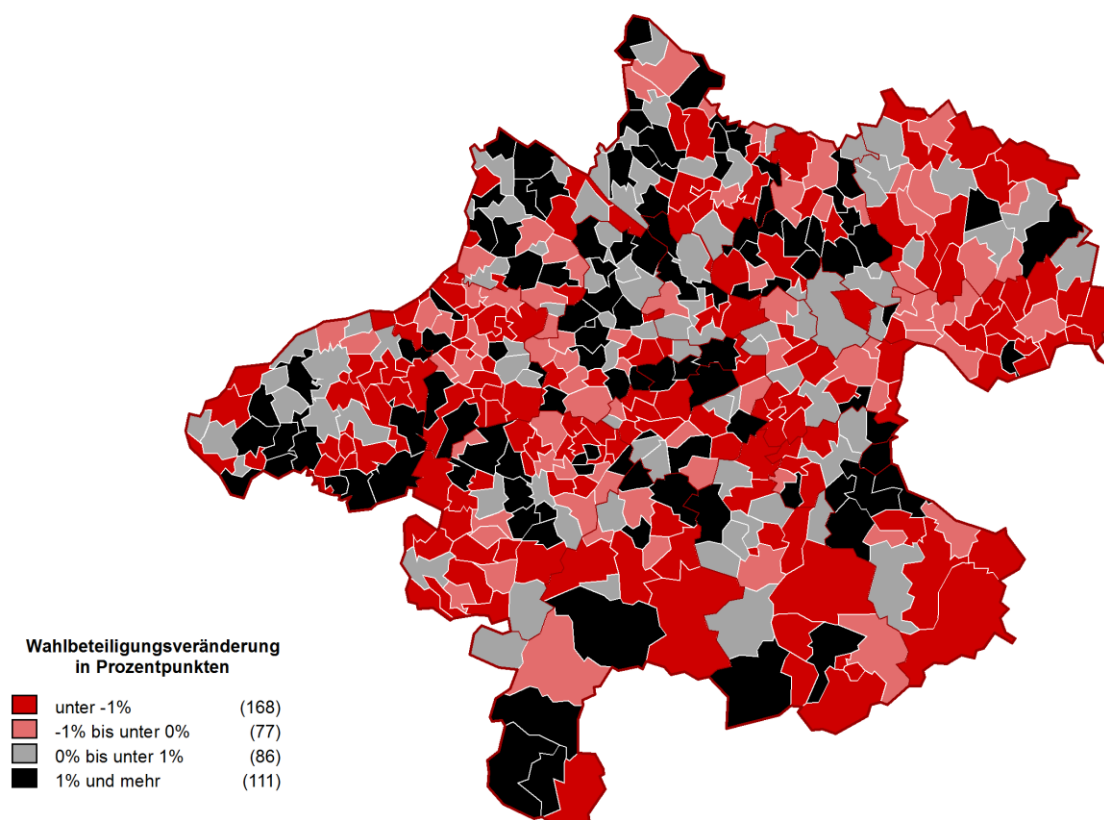 Wahlbeteiligungsveränderung
in Prozentpunkten
unter -1% (168)
-1% bis unter 0% (77)
0% bis unter 1% (86)
1% und mehr (111)